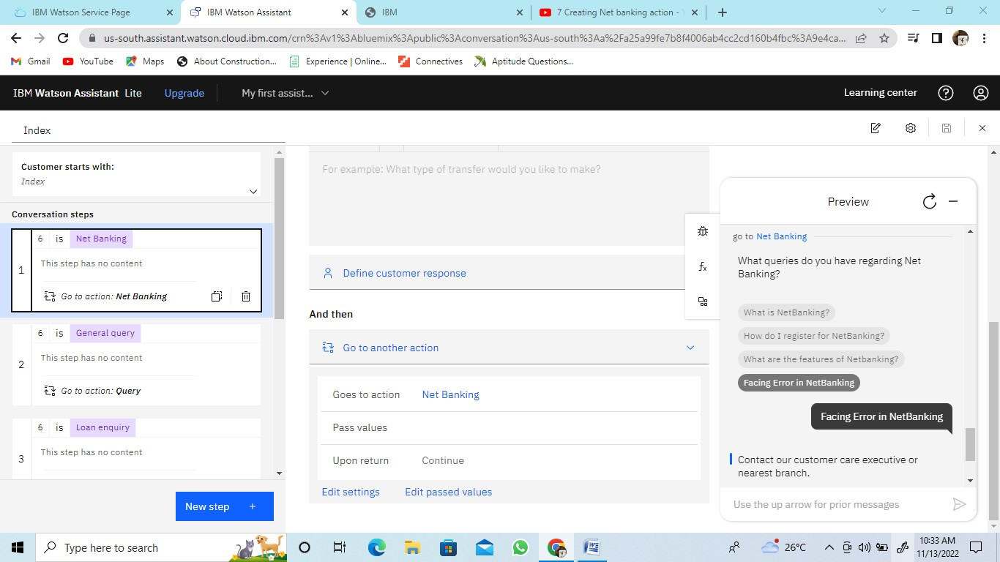 IBM Watson Service Page
IBM Watson Assistant
IBM
7 Creating Net banking action -
us-south.assistant.watson.cloud.ibm.com/crn%3Av1%3Abluemix%3Apublic%3Aconversation%3Aus-south%3Aa%2Fa25a99fe7b8f4006ab4cc2cd160b4fbc%3A9e4ca...
Gmail
YouTube
Maps
About Construction...
Experience | Online...
Connectives
Aptitude Questions...
IBM Watson Assistant Lite
Upgrade
My first assist...
Learning center
Index
Customer starts with:
Index
Conversation steps
1
6 is Net Banking
This step has no content
Go to action: Net Banking
2
6 is General query
This step has no content
Go to action: Query
3
6 is Loan enquiry
This step has no content
New step +
For example: What type of transfer would you like to make?
Define customer response
And then
Go to another action
Goes to action Net Banking
Pass values
Upon return Continue
Edit settings
Edit passed values
fx
Preview
go to Net Banking
What queries do you have regarding Net
Banking?
What is NetBanking?
How do I register for NetBanking?
What are the features of Netbanking?
Facing Error in NetBanking
Facing Error in NetBanking
Contact our customer care executive or
nearest branch.
Use the up arrow for prior messages
Type here to search
26°C
10:33 AM
11/13/2022